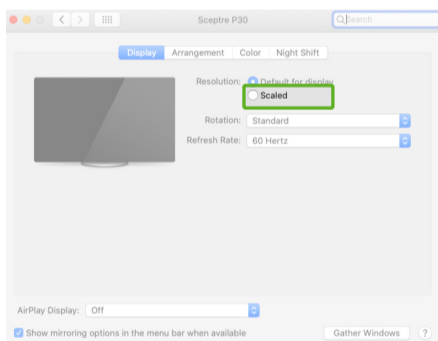 Sceptre P30
Search
Display Arrangement Color Night Shift
Resolution: Default for display
Scaled
Rotation: Standard
Refresh Rate: 60 Hertz
AirPlay Display: Off
Show mirroring options in the menu bar when available
Gather Windows ?